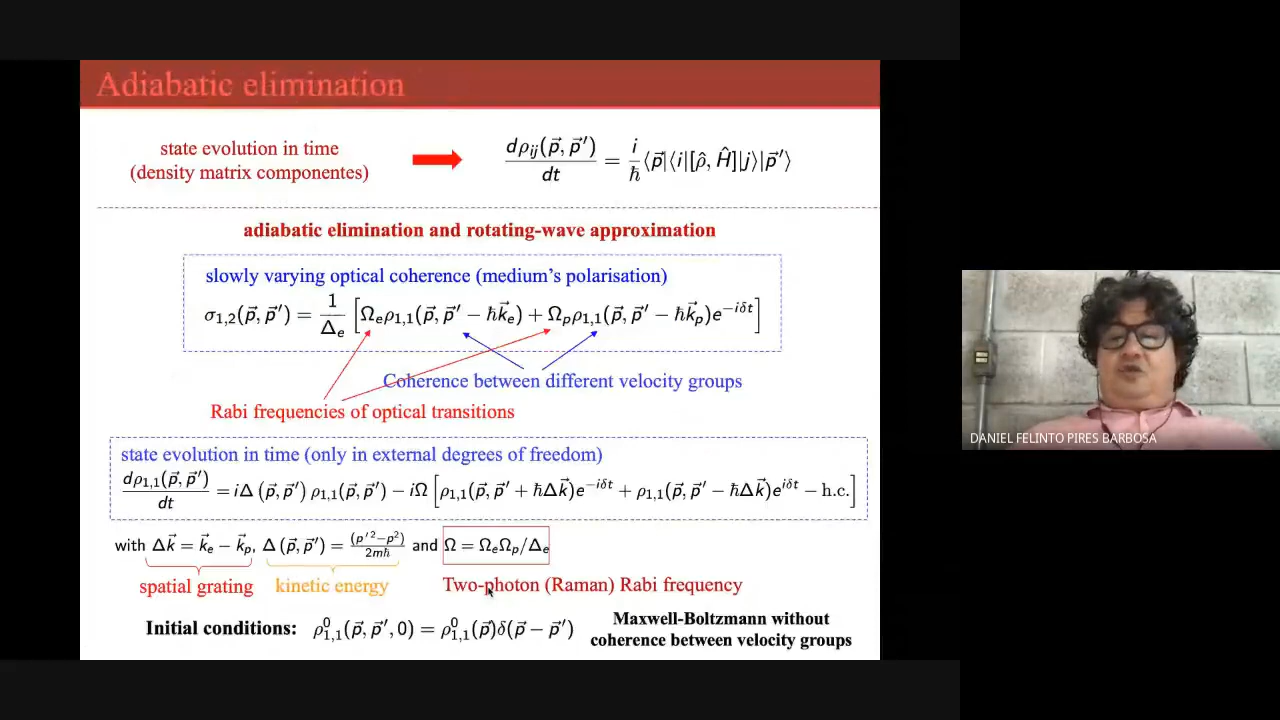 Adiabatic elimination
state evolution in time
(density matrix componentes)
dρ_ij(p⃗, p⃗ ′)/dt = i/ħ ⟨p⃗|⟨i|[ρ̂, Ĥ]|j⟩|p⃗ ′⟩
adiabatic elimination and rotating-wave approximation
slowly varying optical coherence (medium's polarisation)
σ_1,2(p⃗, p⃗ ′) = 1/Δ_e [Ω_e ρ_1,1(p⃗, p⃗ ′ − ħk⃗_e) + Ω_p ρ_1,1(p⃗, p⃗ ′ − ħk⃗_p)e^{−iδt}]
Coherence between different velocity groups
Rabi frequencies of optical transitions
state evolution in time (only in external degrees of freedom)
dρ_1,1(p⃗, p⃗ ′)/dt = iΔ (p⃗, p⃗ ′) ρ_1,1(p⃗, p⃗ ′) − iΩ [ρ_1,1(p⃗, p⃗ ′ + ħΔk⃗)e^{−iδt} + ρ_1,1(p⃗, p⃗ ′ − ħΔk⃗)e^{iδt} − h.c.]
with Δk⃗ = k⃗_e − k⃗_p, Δ (p⃗, p⃗ ′) = (p ′² − p²)/2mħ and Ω = Ω_eΩ_p/Δ_e
spatial grating kinetic energy Two-photon (Raman) Rabi frequency
Initial conditions: ρ⁰_1,1(p⃗, p⃗ ′, 0) = ρ⁰_1,1(p⃗)δ(p⃗ − p⃗ ′)
Maxwell-Boltzmann without
coherence between velocity groups
DANIEL FELINTO PIRES BARBOSA